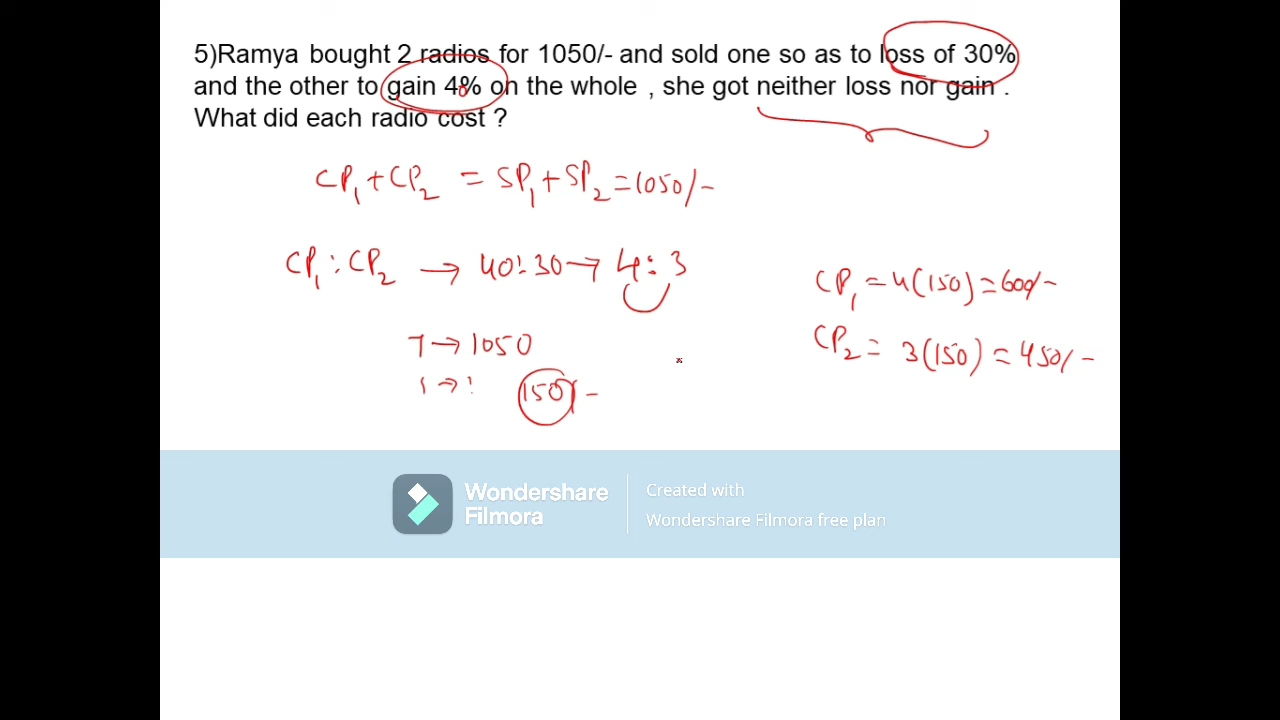 5)Ramya bought 2 radios for 1050/- and sold one so as to loss of 30%
and the other to gain 40% on the whole , she got neither loss nor gain .
What did each radio cost ?
CP1 + CP2 = SP1 + SP2 = 1050/-
CP1 : CP2 → 40:30 → 4:3
7 → 1050
1 → ? 150/-
CP1 = 4(150) = 600/-
CP2 = 3(150) = 450/-
Wondershare
Filmora
Created with
Wondershare Filmora free plan